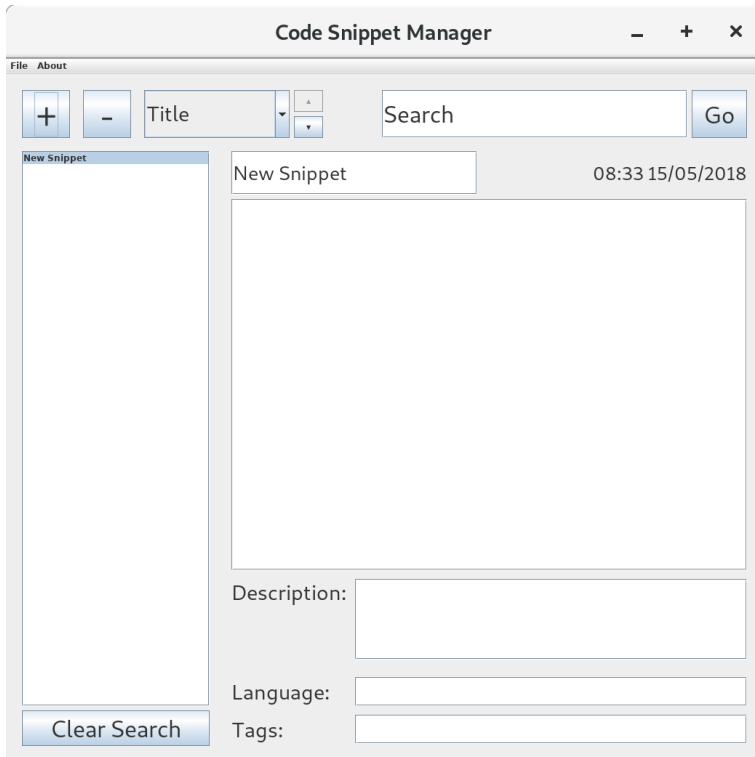 Code Snippet Manager
File About
+ - Title Search Go
New Snippet
New Snippet 08:33 15/05/2018
Description:
Language:
Clear Search
Tags: